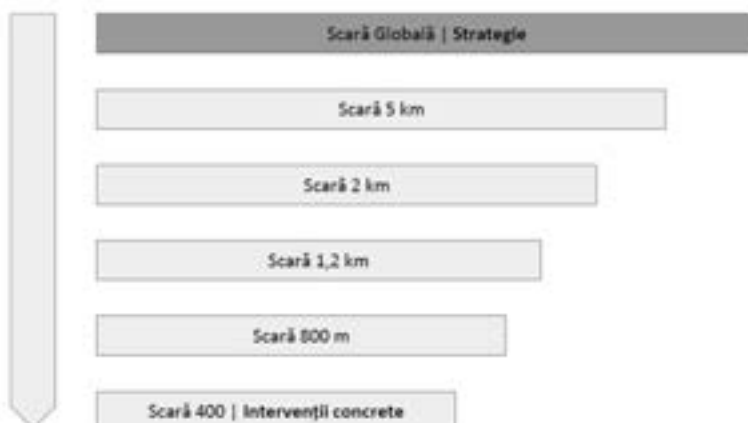 Scară Globală | Strategie
Scară 5 km
Scară 2 km
Scară 1,2 km
Scară 800 m
Scară 400 | Intervenții concrete